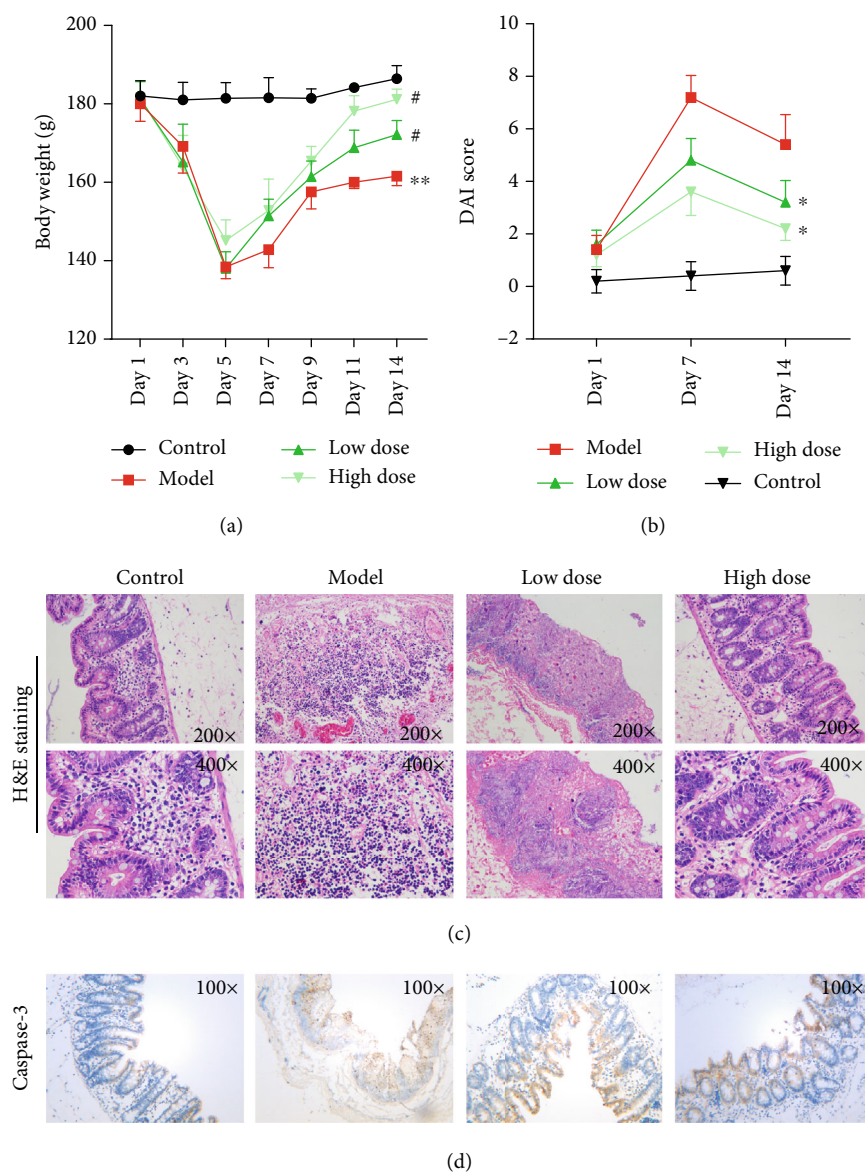 200
180
160
140
120
Body weight (g)
#
#
**
Day 1
Day 3
Day 5
Day 7
Day 9
Day 11
Day 14
Control
Model
Low dose
High dose
(a)
10
8
6
4
2
0
–2
DAI score
*
*
Day 1
Day 7
Day 14
Model
Low dose
High dose
Control
(b)
Control
Model
Low dose
High dose
H&E staining
200×
200×
200×
200×
400×
400×
400×
400×
(c)
Caspase-3
100×
100×
100×
100×
(d)